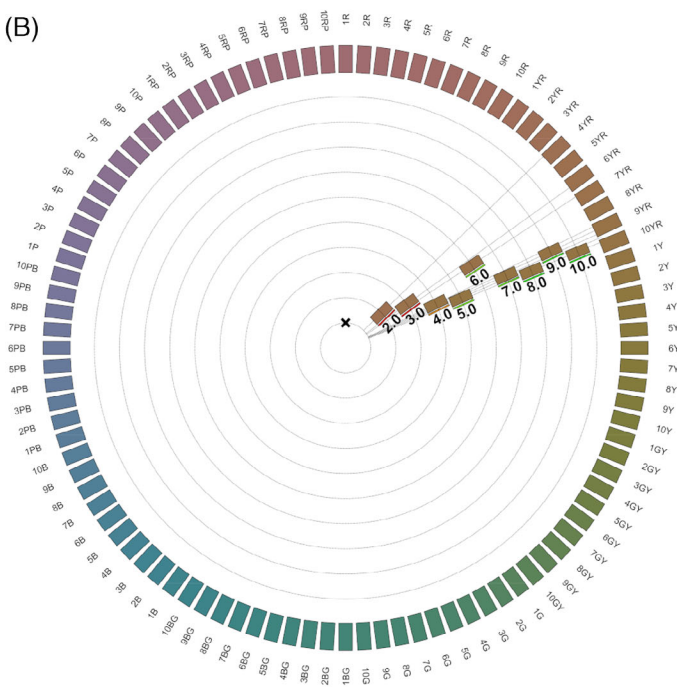 (B)
1R
2R
3R
4R
5R
6R
7R
8R
9R
10R
1YR
2YR
3YR
4YR
5YR
6YR
7YR
8YR
9YR
10YR
1Y
2Y
3Y
4Y
5Y
6Y
7Y
8Y
9Y
10Y
1GY
2GY
3GY
4GY
5GY
6GY
7GY
8GY
9GY
10GY
1G
2G
3G
4G
5G
6G
7G
8G
9G
10G
1BG
2BG
3BG
4BG
5BG
6BG
7BG
8BG
9BG
10BG
1B
2B
3B
4B
5B
6B
7B
8B
9B
10B
1PB
2PB
3PB
4PB
5PB
6PB
7PB
8PB
9PB
10PB
1P
2P
3P
4P
5P
6P
7P
8P
9P
10P
1RP
2RP
3RP
4RP
5RP
6RP
7RP
8RP
9RP
10RP
2.0
3.0
4.0
5.0
6.0
7.0
8.0
9.0
10.0